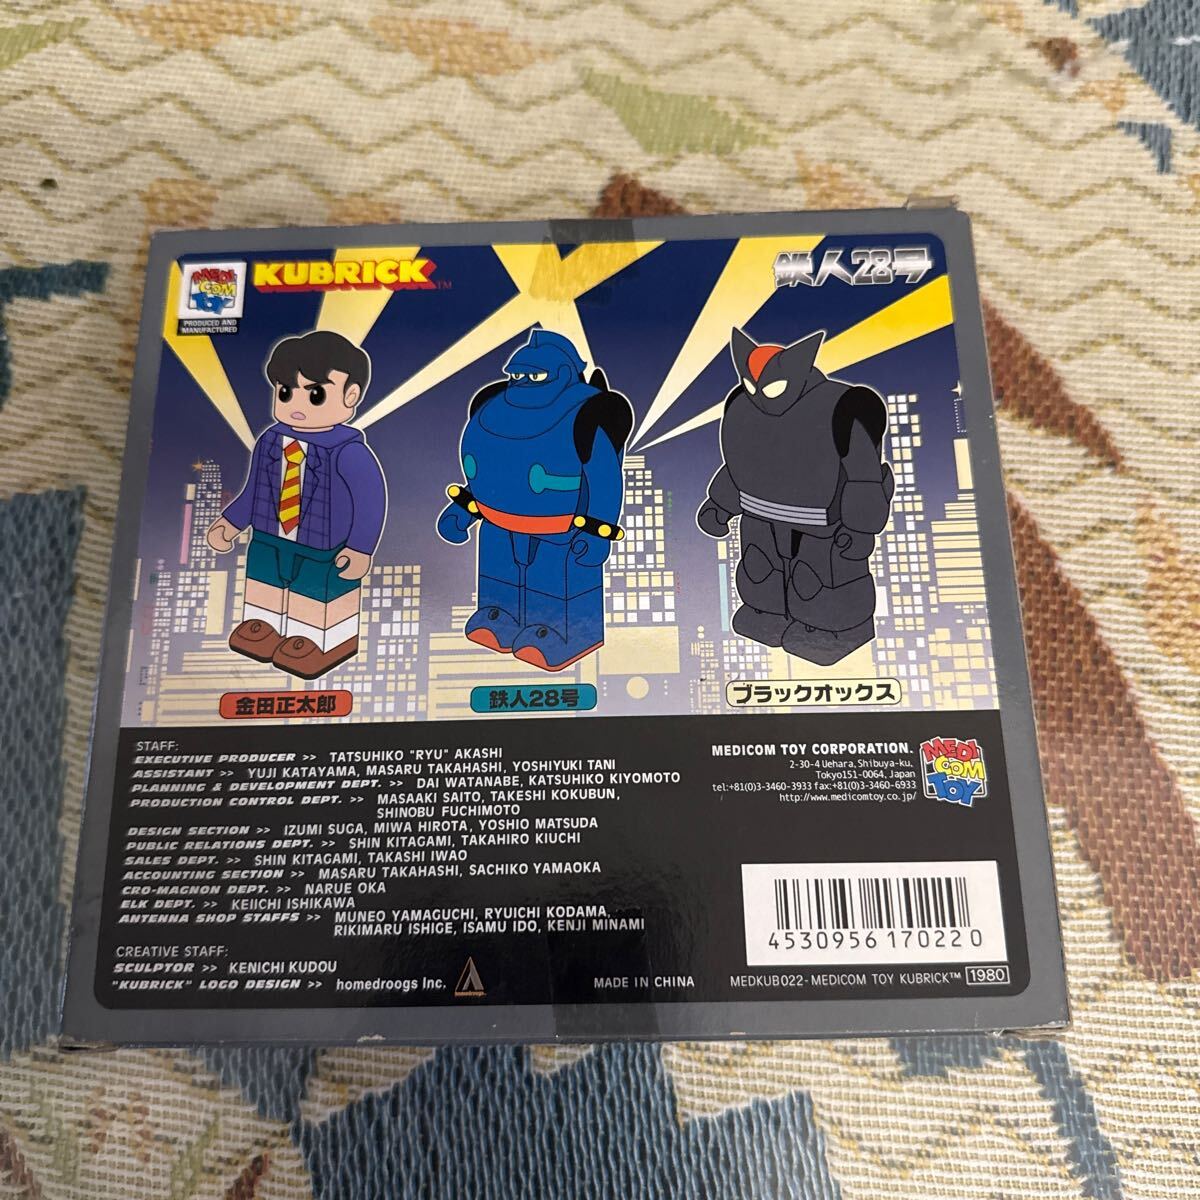 MEDI
COM
TOY
PRODUCED AND
MANUFACTURED
KUBRICK™
鉄人28号
金田正太郎
鉄人28号
ブラックオックス
STAFF:
EXECUTIVE PRODUCER >> TATSUHIKO "RYU" AKASHI
ASSISTANT >> YUJI KATAYAMA, MASARU TAKAHASHI, YOSHIYUKI TANI
PLANNING & DEVELOPMENT DEPT. >> DAI WATANABE, KATSUHIKO KIYOMOTO
PRODUCTION CONTROL DEPT. >> MASAAKI SAITO, TAKESHI KOKUBUN,
SHINOBU FUCHIMOTO
DESIGN SECTION >> IZUMI SUGA, MIWA HIROTA, YOSHIO MATSUDA
PUBLIC RELATIONS DEPT. >> SHIN KITAGAMI, TAKAHIRO KIUCHI
SALES DEPT. >> SHIN KITAGAMI, TAKASHI IWAO
ACCOUNTING SECTION >> MASARU TAKAHASHI, SACHIKO YAMAOKA
CRO-MAGNON DEPT. >> NARUE OKA
ELK DEPT. >> KEIICHI ISHIKAWA
ANTENNA SHOP STAFFS >> MUNEO YAMAGUCHI, RYUICHI KODAMA,
RIKIMARU ISHIGE, ISAMU IDO, KENJI MINAMI
CREATIVE STAFF:
SCULPTOR >> KENICHI KUDOU
"KUBRICK" LOGO DESIGN >> homedroogs Inc.
homedroogs
MEDICOM TOY CORPORATION.
2-30-4 Uehara, Shibuya-ku,
Tokyo151-0064, Japan
tel:+81(0)3-3460-3933 fax:+81(0)3-3460-6933
http://www.medicomtoy.co.jp/
MEDI
COM
TOY
4530956170220
MADE IN CHINA
MEDKUB022-MEDICOM TOY KUBRICK™ 1980